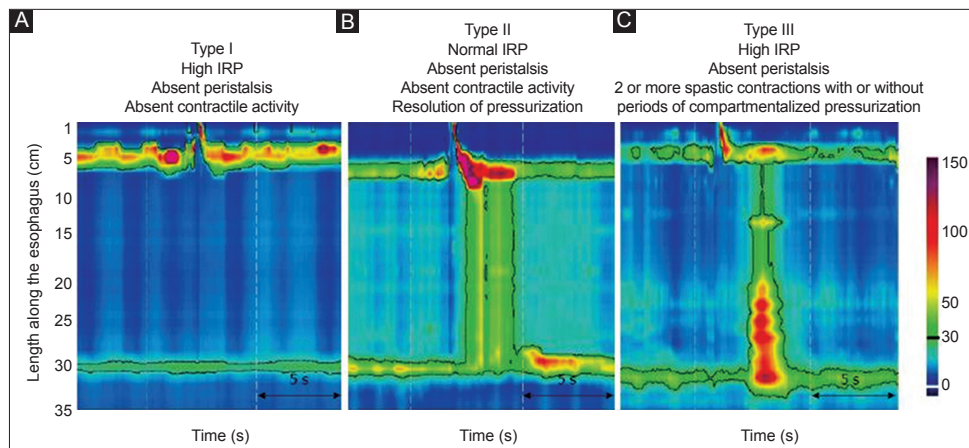 A
Type I
High IRP
Absent peristalsis
Absent contractile activity
B
Type II
Normal IRP
Absent peristalsis
Absent contractile activity
Resolution of pressurization
C
Type III
High IRP
Absent peristalsis
2 or more spastic contractions with or without
periods of compartmentalized pressurization
Length along the esophagus (cm)
1
5
10
15
20
25
30
35
5 s
5 s
5 s
150
100
50
30
0
Time (s)
Time (s)
Time (s)